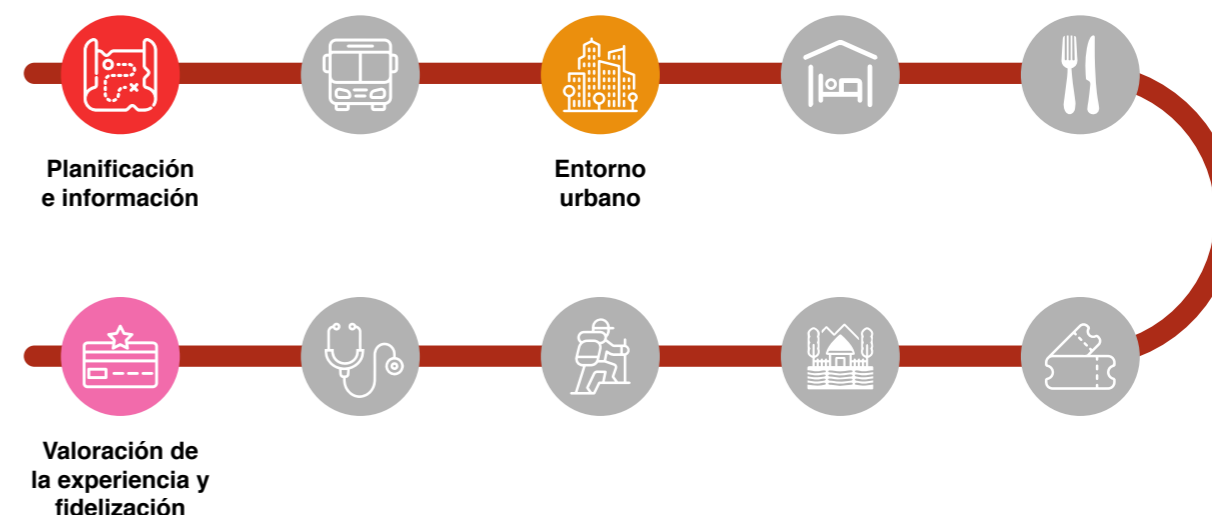 Planificación
e información
Entorno
urbano
Valoración de
la experiencia y
fidelización